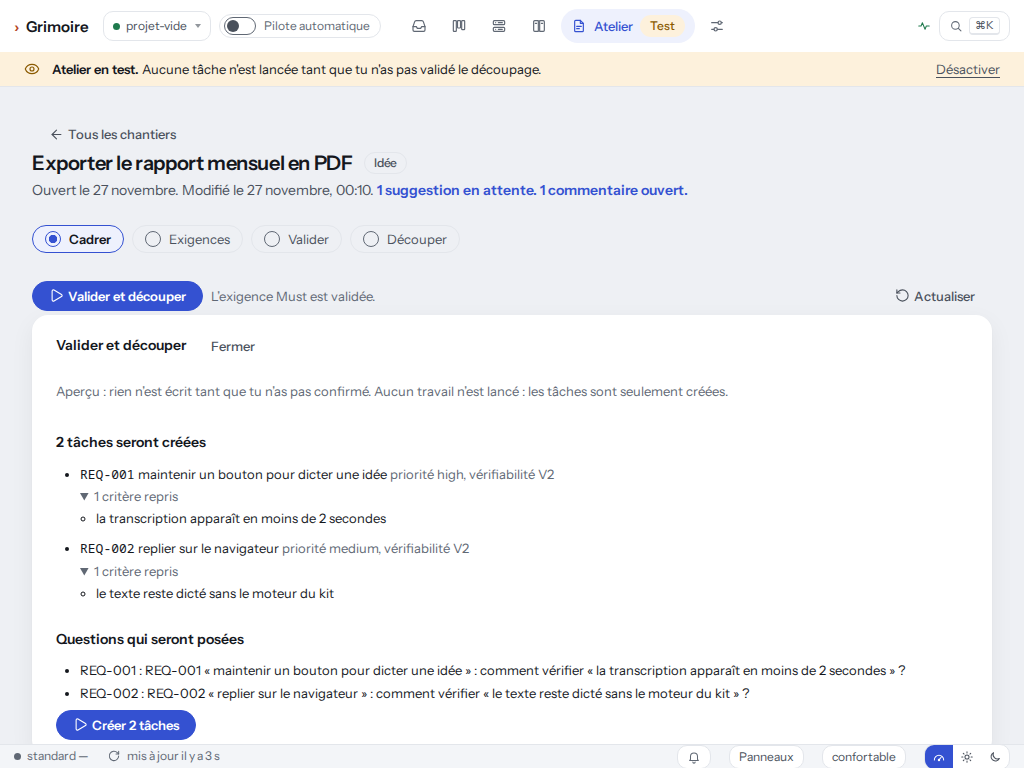 › Grimoire projet-vide Pilote automatique Atelier Test ⌘K
Atelier en test. Aucune tâche n'est lancée tant que tu n'as pas validé le découpage. Désactiver
← Tous les chantiers
Exporter le rapport mensuel en PDF Idée
Ouvert le 27 novembre. Modifié le 27 novembre, 00:10. 1 suggestion en attente. 1 commentaire ouvert.
Cadrer Exigences Valider Découper
Valider et découper L'exigence Must est validée. Actualiser
Valider et découper Fermer
Aperçu : rien n'est écrit tant que tu n'as pas confirmé. Aucun travail n'est lancé : les tâches sont seulement créées.
2 tâches seront créées
• REQ-001 maintenir un bouton pour dicter une idée priorité high, vérifiabilité V2
▼ 1 critère repris
◦ la transcription apparaît en moins de 2 secondes
• REQ-002 replier sur le navigateur priorité medium, vérifiabilité V2
▼ 1 critère repris
◦ le texte reste dicté sans le moteur du kit
Questions qui seront posées
• REQ-001 : REQ-001 « maintenir un bouton pour dicter une idée » : comment vérifier « la transcription apparaît en moins de 2 secondes » ?
• REQ-002 : REQ-002 « replier sur le navigateur » : comment vérifier « le texte reste dicté sans le moteur du kit » ?
Créer 2 tâches
standard — mis à jour il y a 3 s Panneaux confortable